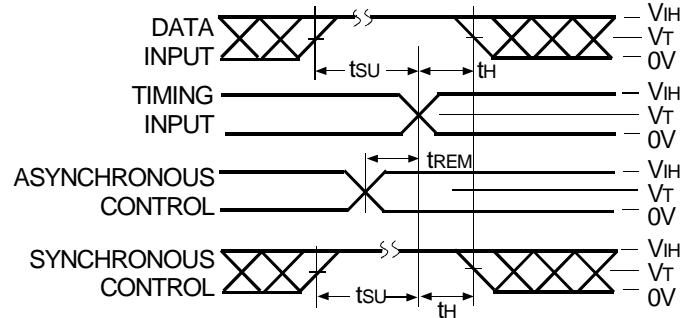 DATA
INPUT
tSU
tH
VIH
VT
0V
TIMING
INPUT
VIH
VT
0V
tREM
ASYNCHRONOUS
CONTROL
VIH
VT
0V
SYNCHRONOUS
CONTROL
tSU
tH
VIH
VT
0V